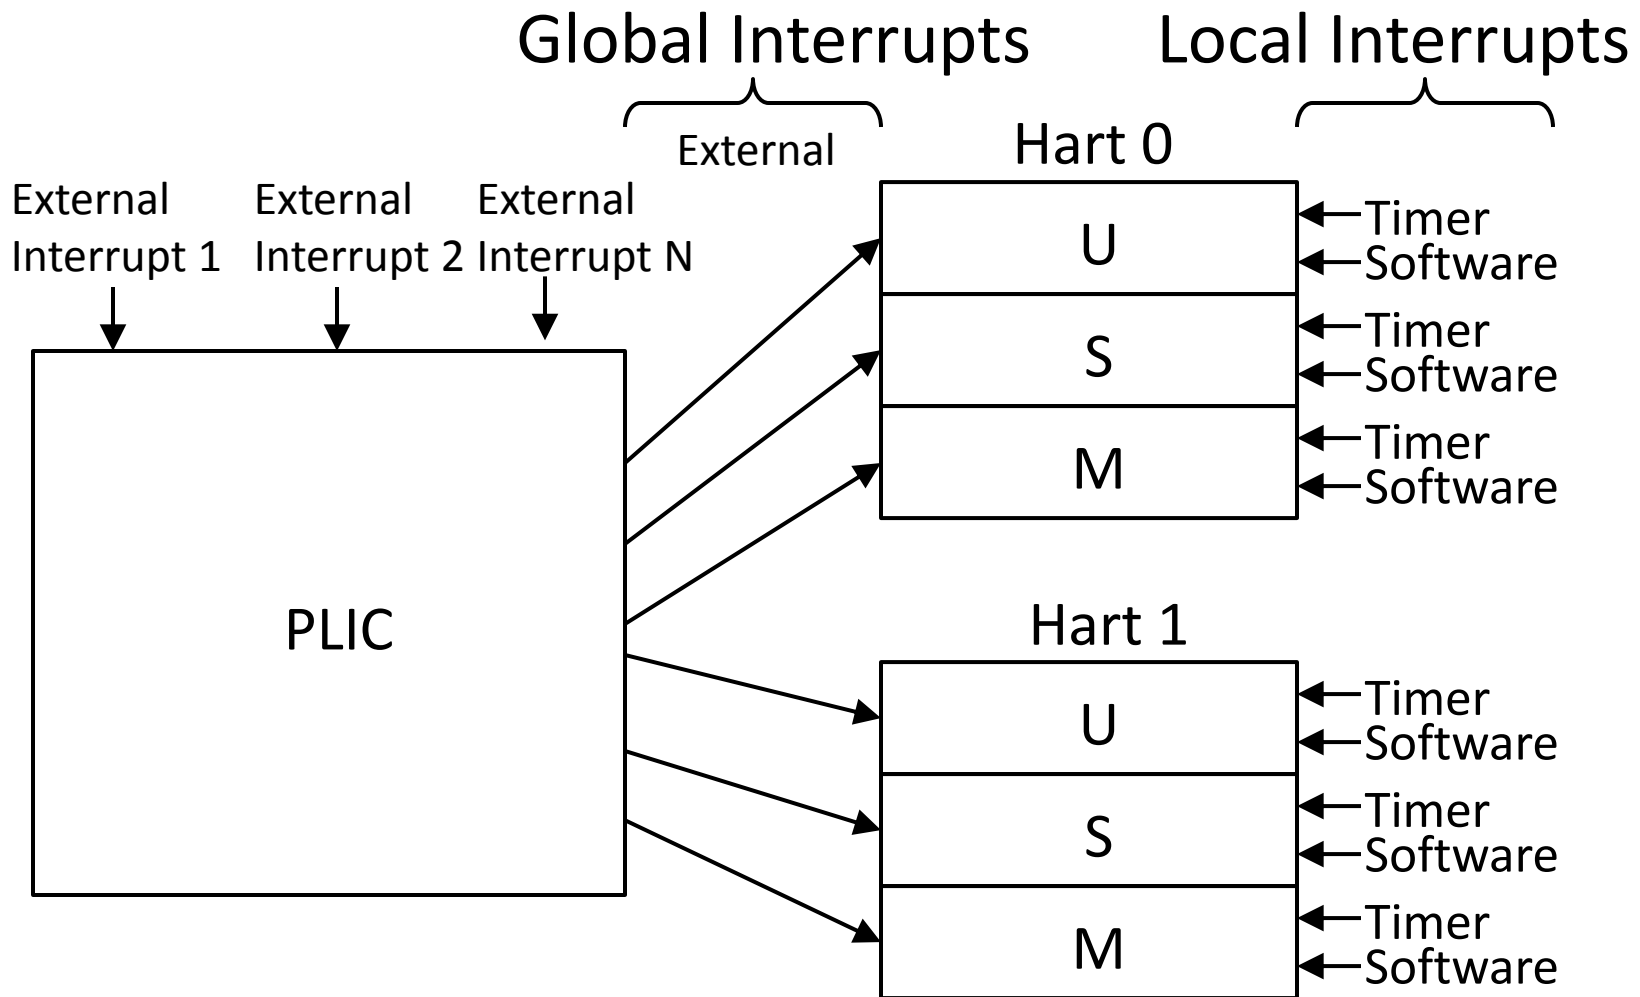 Global Interrupts
Local Interrupts
External
Hart 0
External
Interrupt 1
External
Interrupt 2
External
Interrupt N
U
Timer
Software
S
Timer
Software
M
Timer
Software
PLIC
Hart 1
U
Timer
Software
S
Timer
Software
M
Timer
Software